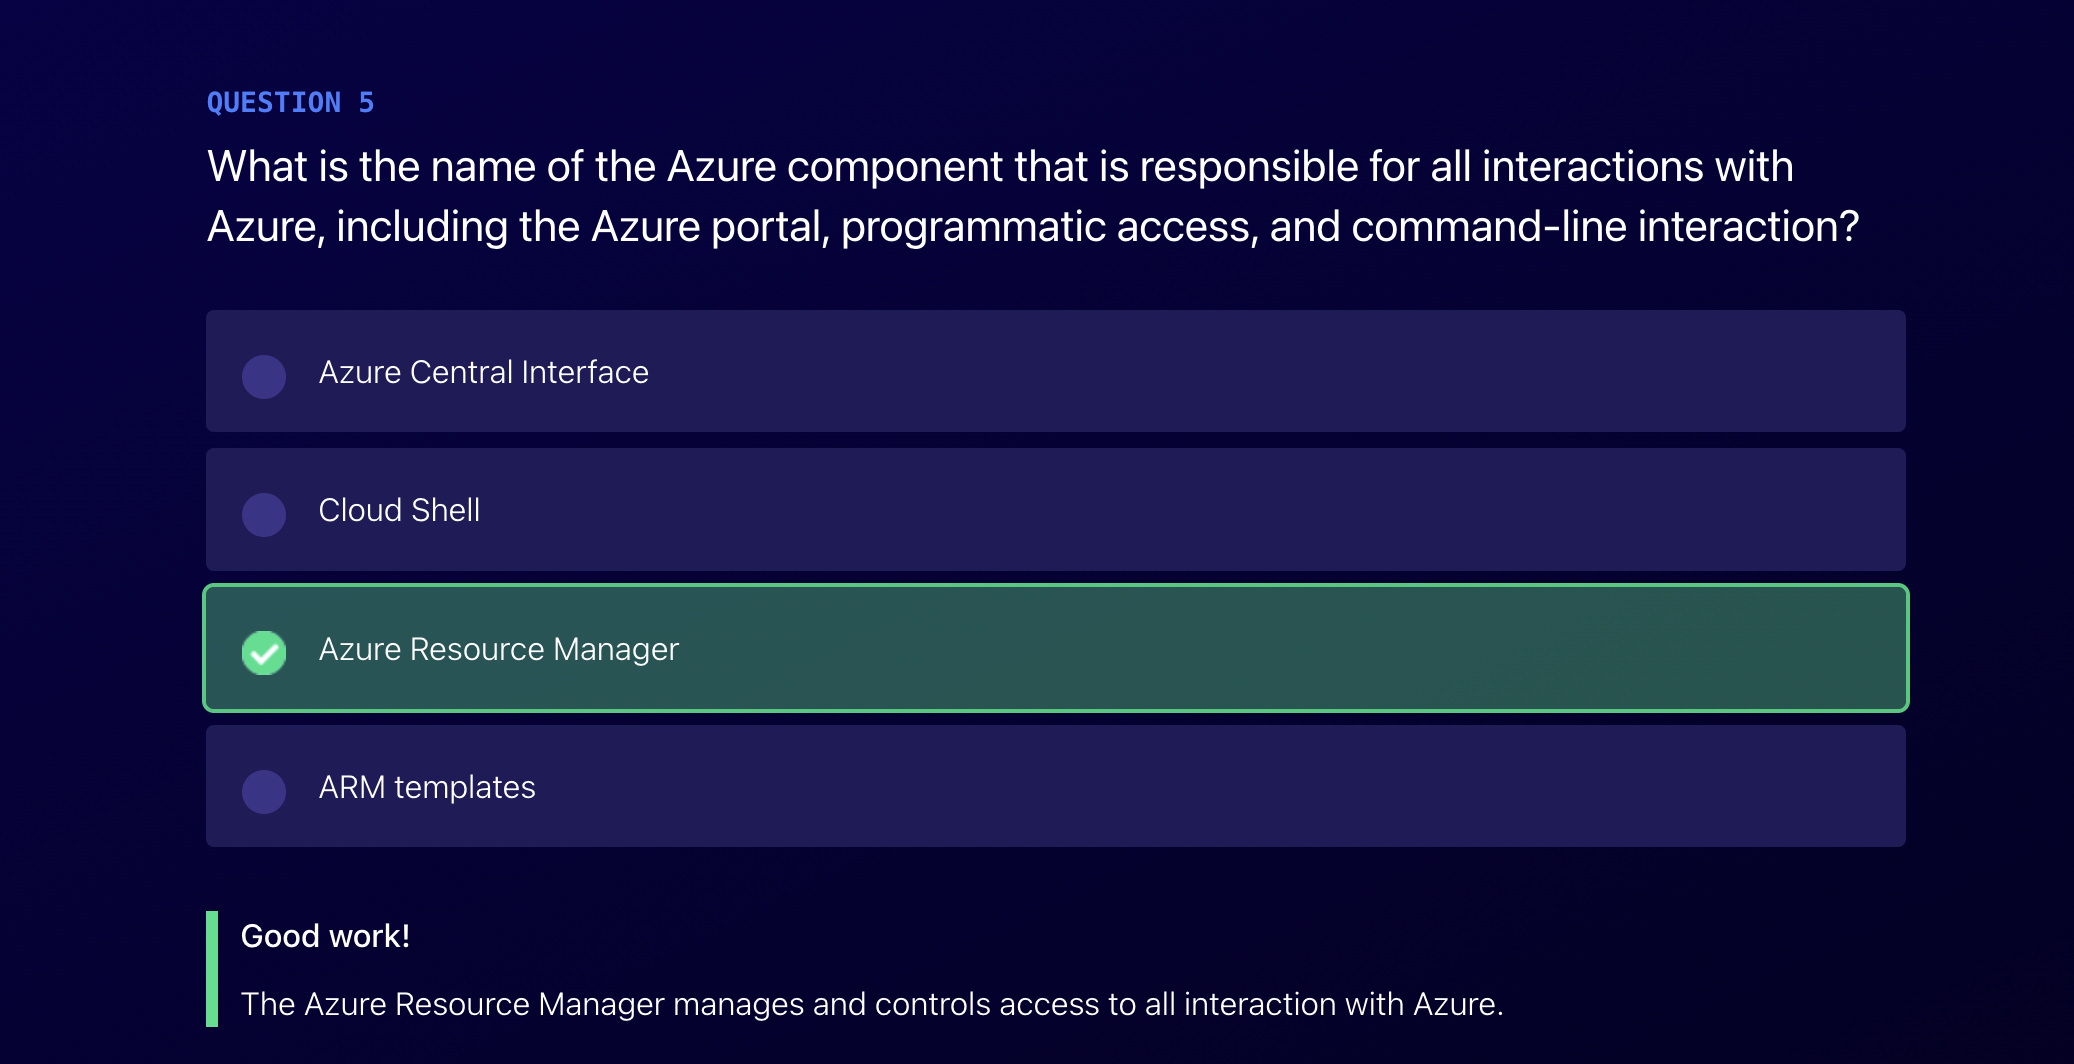 QUESTION 5
What is the name of the Azure component that is responsible for all interactions with
Azure, including the Azure portal, programmatic access, and command-line interaction?
Azure Central Interface
Cloud Shell
Azure Resource Manager
ARM templates
Good work!
The Azure Resource Manager manages and controls access to all interaction with Azure.